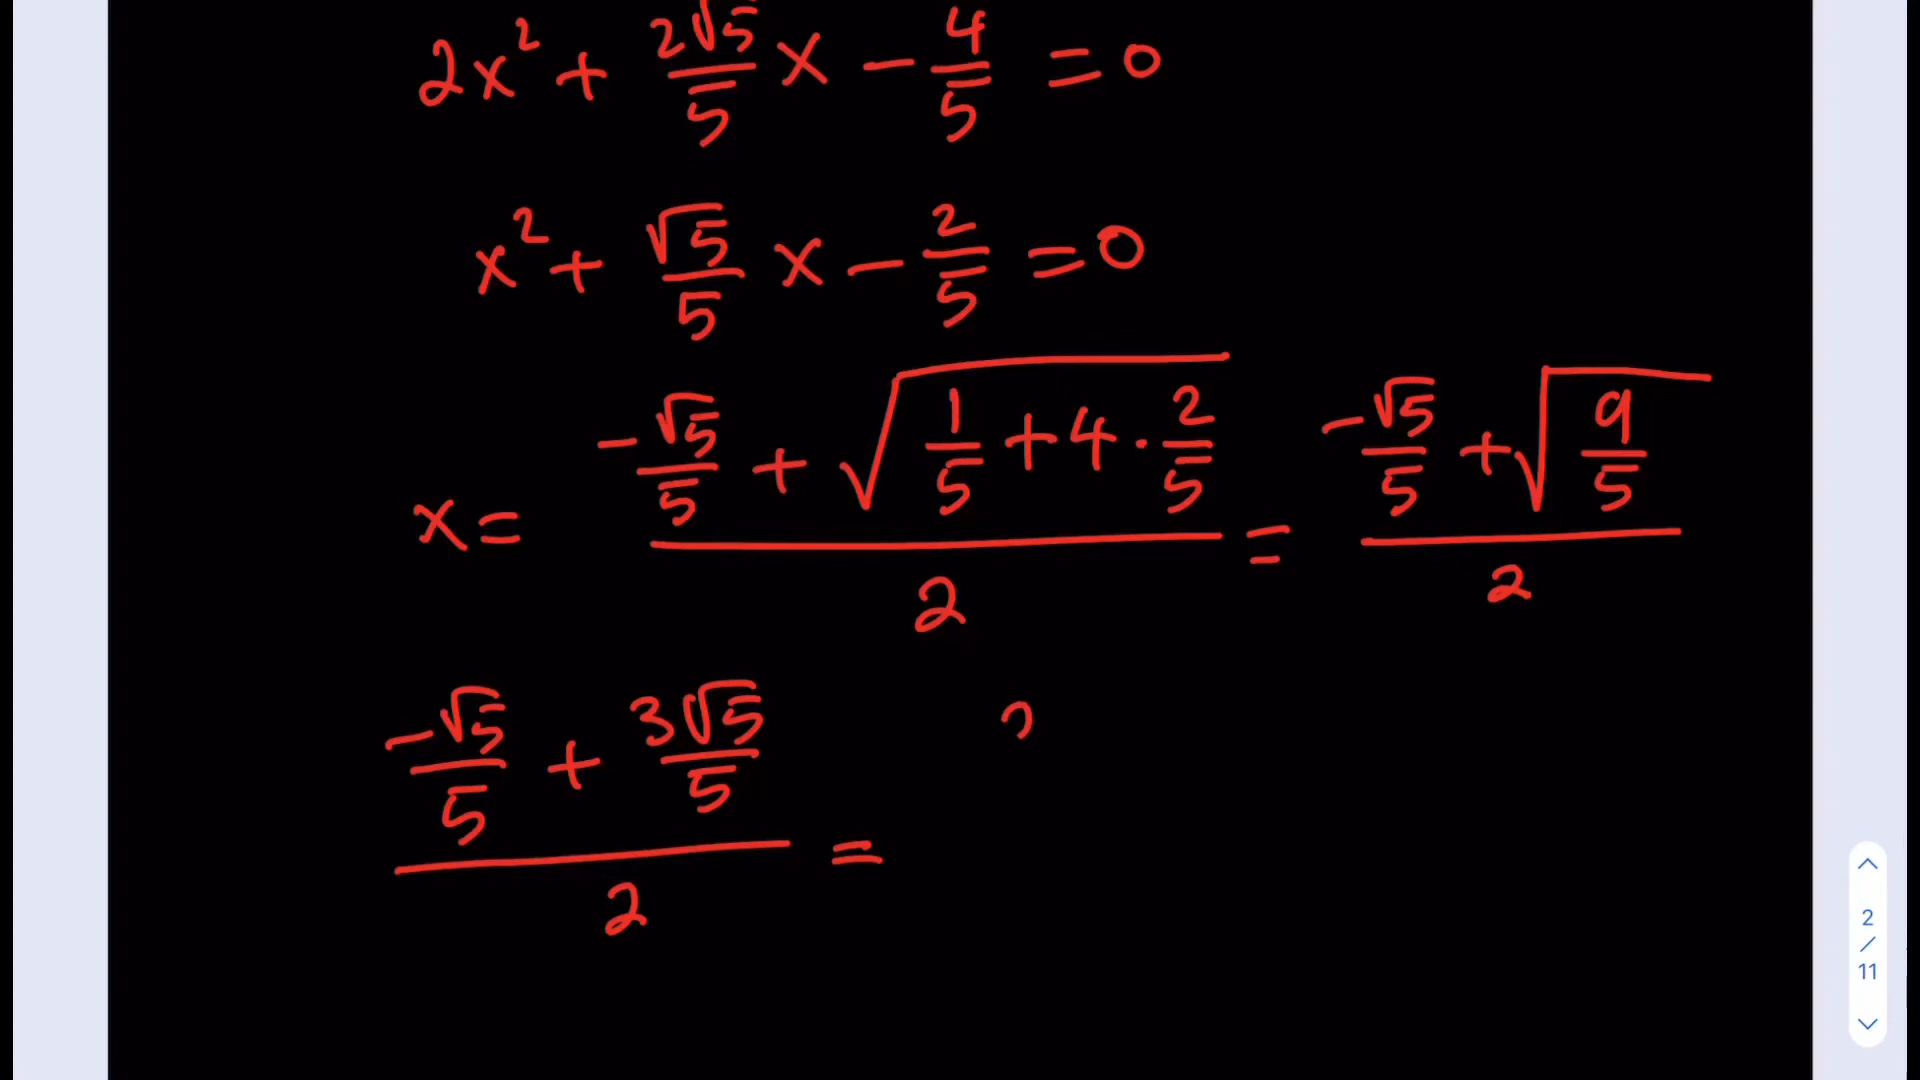 2x² + 2√5/5 x − 4/5 = 0
x² + √5/5 x − 2/5 = 0
x = (−√5/5 + √(1/5 + 4 · 2/5))/2 = (−√5/5 + √(9/5))/2
(−√5/5 + 3√5/5)/2 =
2
/
11